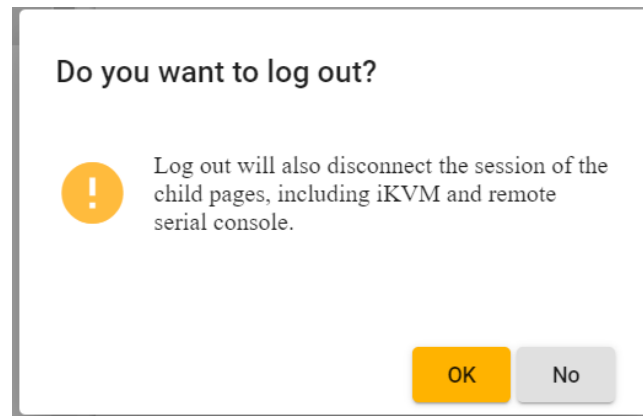 Do you want to log out?
Log out will also disconnect the session of the
child pages, including iKVM and remote
serial console.
OK
No